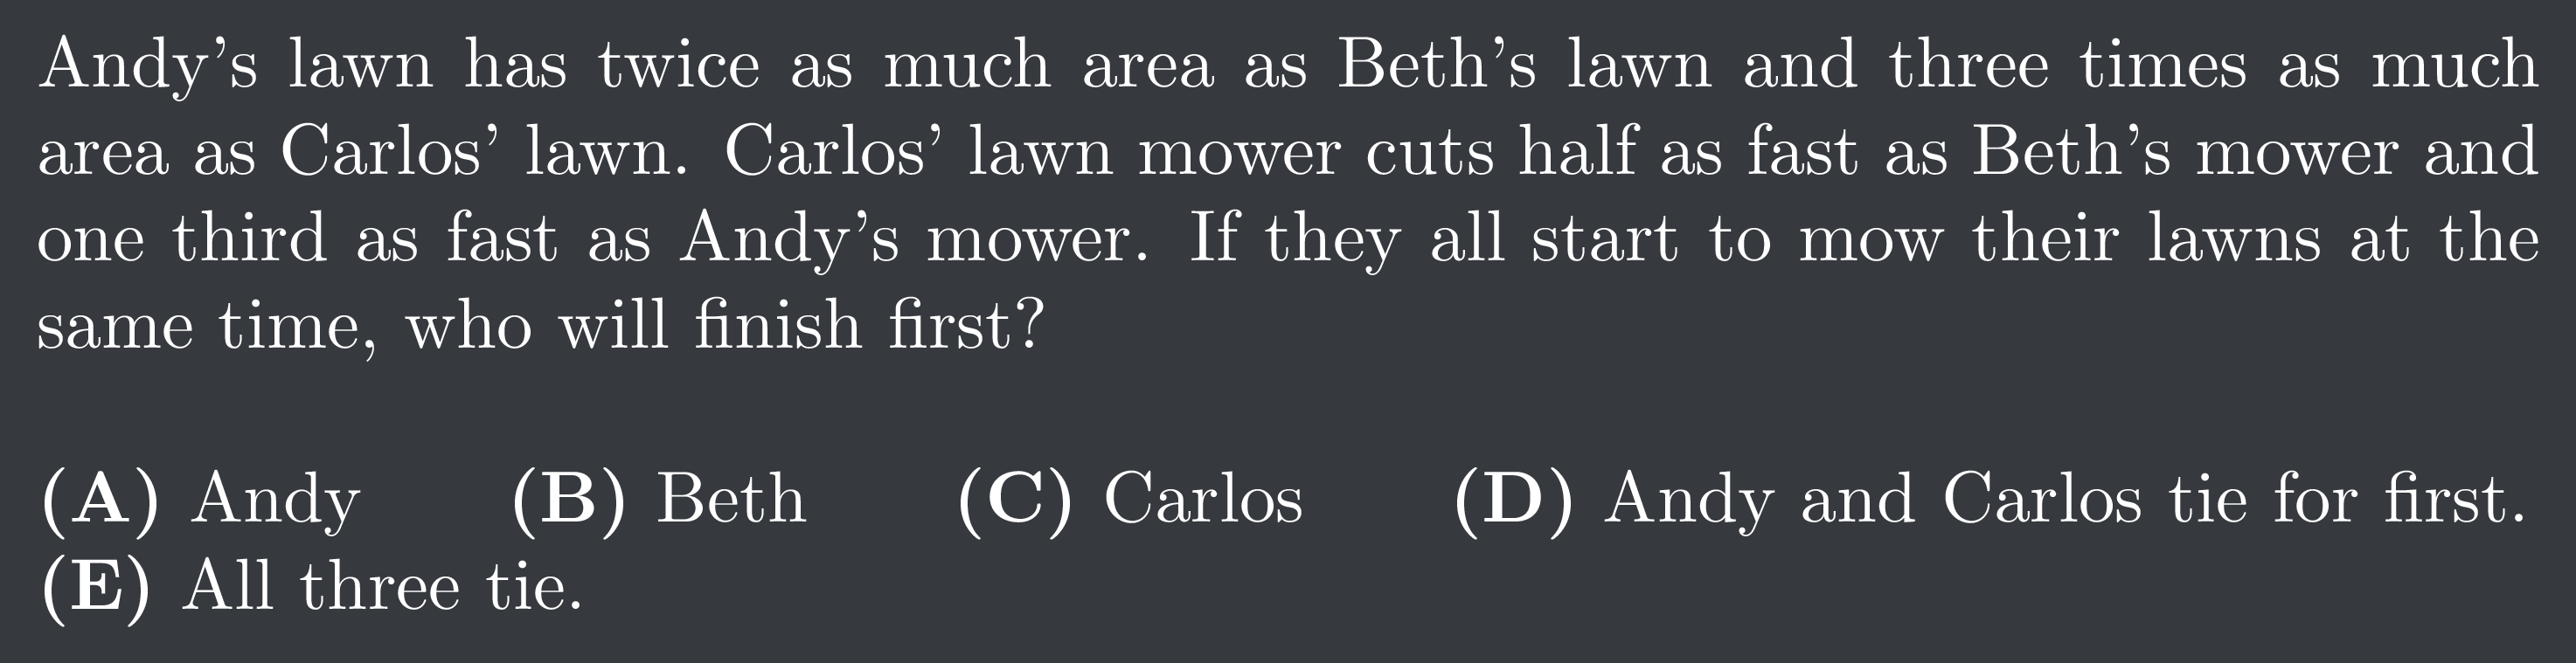 Andy’s lawn has twice as much area as Beth’s lawn and three times as much
area as Carlos’ lawn. Carlos’ lawn mower cuts half as fast as Beth’s mower and
one third as fast as Andy’s mower. If they all start to mow their lawns at the
same time, who will finish first?
(A) Andy (B) Beth (C) Carlos (D) Andy and Carlos tie for first.
(E) All three tie.